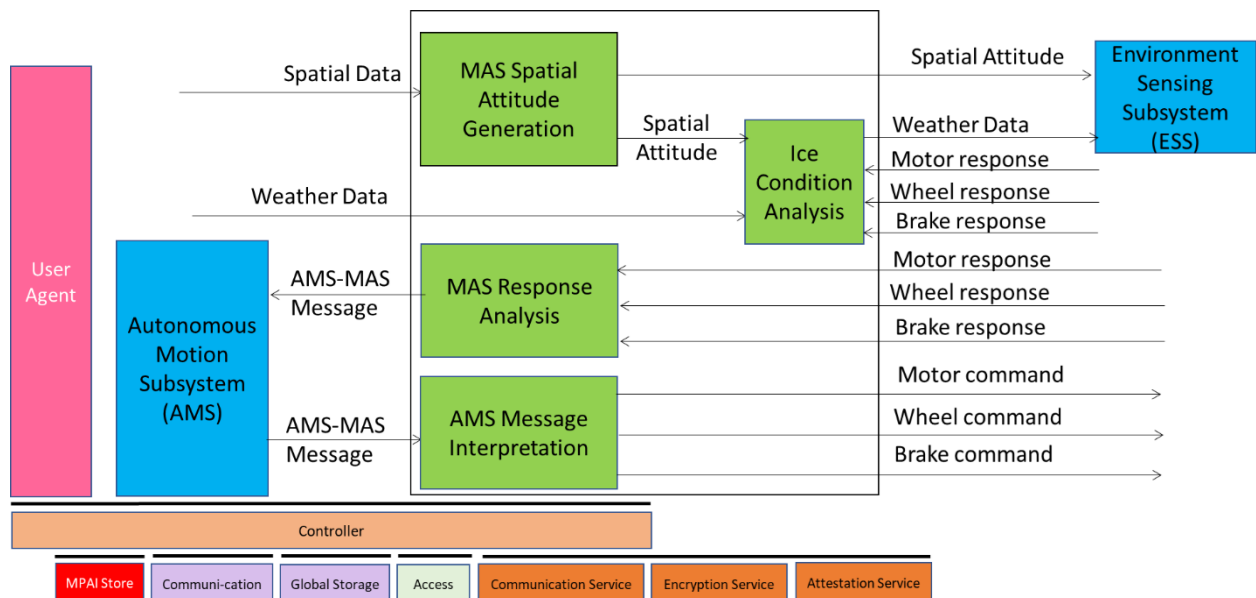 Spatial Data
MAS Spatial
Attitude
Generation
Spatial Attitude
Environment
Sensing
Subsystem
(ESS)
Spatial
Attitude
Weather Data
Ice
Condition
Analysis
Weather Data
Motor response
Wheel response
Brake response
User
Agent
Autonomous
Motion
Subsystem
(AMS)
AMS-MAS
Message
MAS Response
Analysis
Motor response
Wheel response
Brake response
AMS-MAS
Message
AMS Message
Interpretation
Motor command
Wheel command
Brake command
Controller
MPAI Store
Communi-cation
Global Storage
Access
Communication Service
Encryption Service
Attestation Service